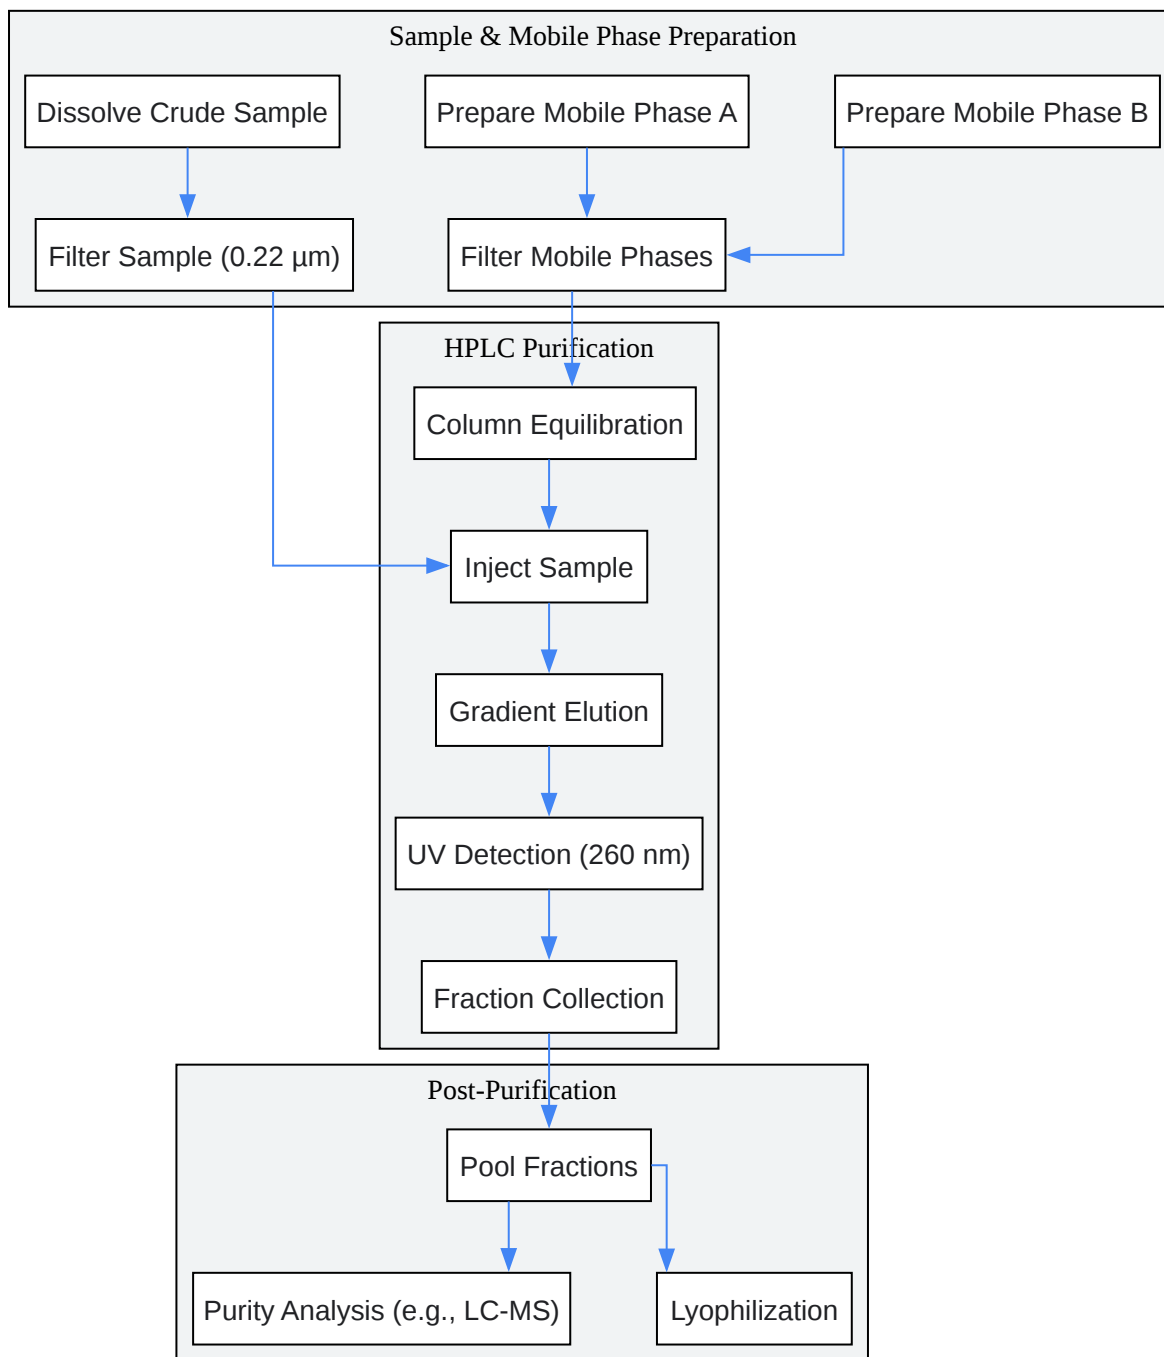 Sample & Mobile Phase Preparation
Dissolve Crude Sample
Prepare Mobile Phase A
Prepare Mobile Phase B
Filter Sample (0.22 µm)
Filter Mobile Phases
HPLC Purification
Column Equilibration
Inject Sample
Gradient Elution
UV Detection (260 nm)
Fraction Collection
Post-Purification
Pool Fractions
Purity Analysis (e.g., LC-MS)
Lyophilization